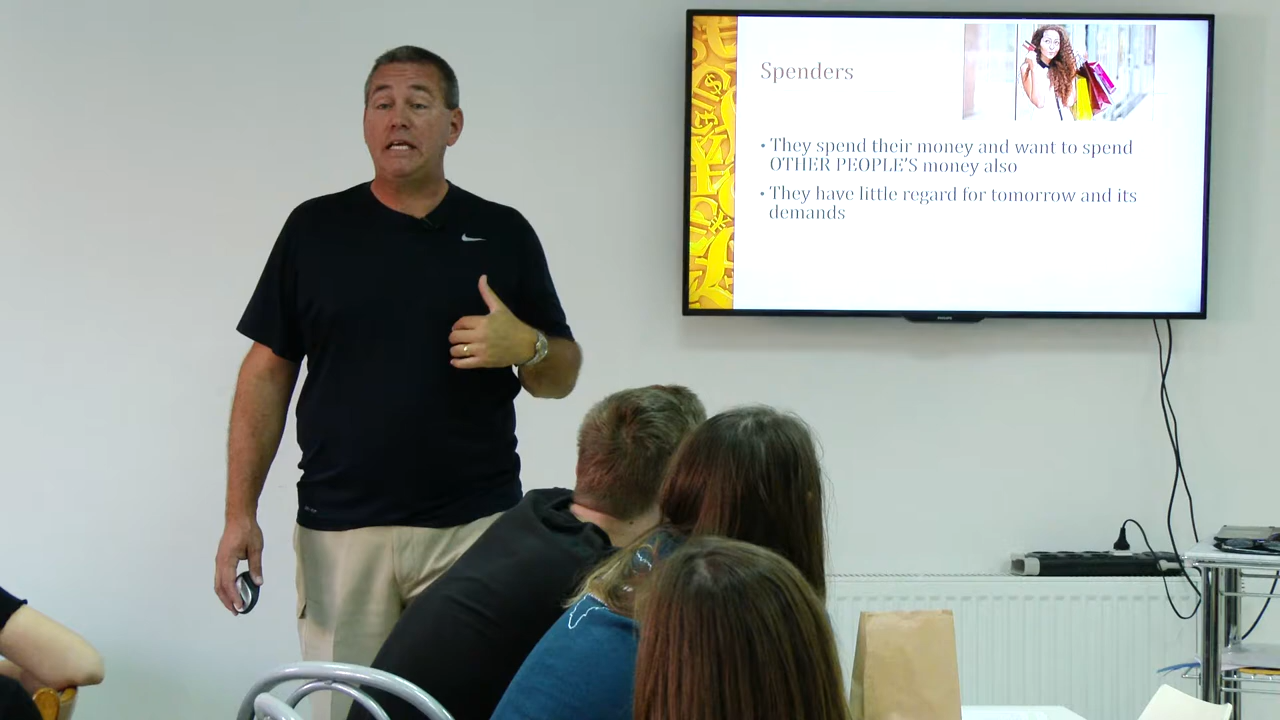 Spenders
• They spend their money and want to spend
OTHER PEOPLE'S money also
• They have little regard for tomorrow and its
demands
PHILIPS